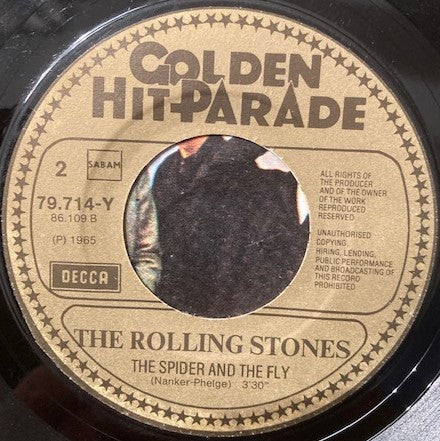 GOLDEN
HIT-PARADE
2
SABAM
79.714-Y
86.109 B
(P) 1965
DECCA
ALL RIGHTS OF
THE PRODUCER
AND OF THE OWNER
OF THE WORK
REPRODUCED
RESERVED
UNAUTHORISED
COPYING,
HIRING, LENDING,
PUBLIC PERFORMANCE
AND BROADCASTING OF
THIS RECORD
PROHIBITED
THE ROLLING STONES
THE SPIDER AND THE FLY
(Nanker-Phelge) 3'30"